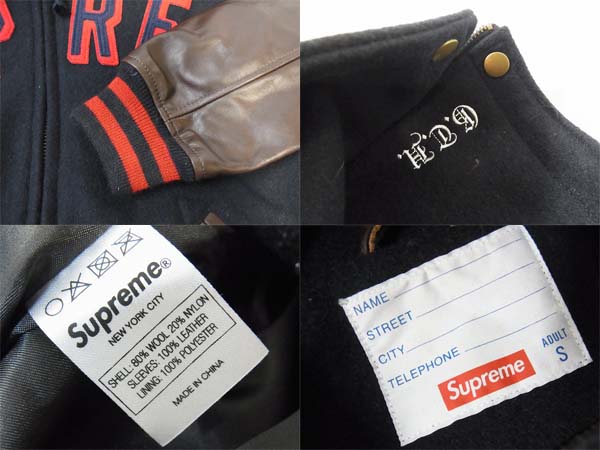 PRE
Supreme®
NEW YORK CITY
SHELL: 80% WOOL 20% NYLON
SLEEVES: 100% LEATHER
LINING: 100% POLYESTER
MADE IN CHINA
NAME
STREET
CITY
TELEPHONE
Supreme
ADULT
S